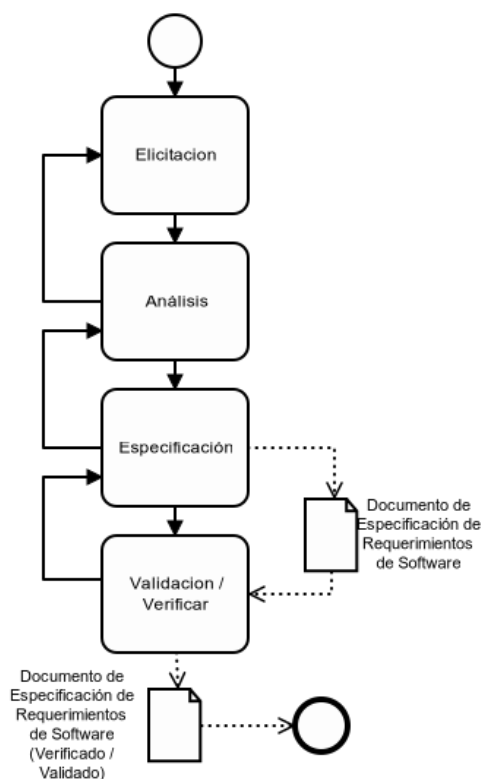 Elicitacion
Análisis
Especificación
Documento de
Especificación de
Requerimientos
de Software
Validacion /
Verificar
Documento de
Especificación de
Requerimientos
de Software
(Verificado /
Validado)